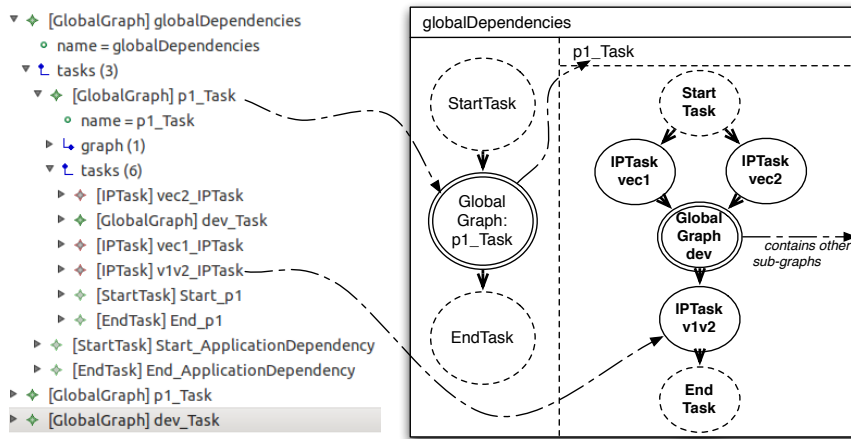 [GlobalGraph] globalDependencies
name = globalDependencies
tasks (3)
[GlobalGraph] p1_Task
name = p1_Task
graph (1)
tasks (6)
[IPTask] vec2_IPTask
[GlobalGraph] dev_Task
[IPTask] vec1_IPTask
[IPTask] v1v2_IPTask
[StartTask] Start_p1
[EndTask] End_p1
[StartTask] Start_ApplicationDependency
[EndTask] End_ApplicationDependency
[GlobalGraph] p1_Task
[GlobalGraph] dev_Task
globalDependencies
StartTask
Global
Graph:
p1_Task
EndTask
p1_Task
Start
Task
IPTask
vec1
IPTask
vec2
Global
Graph
dev
contains other
sub-graphs
IPTask
v1v2
End
Task